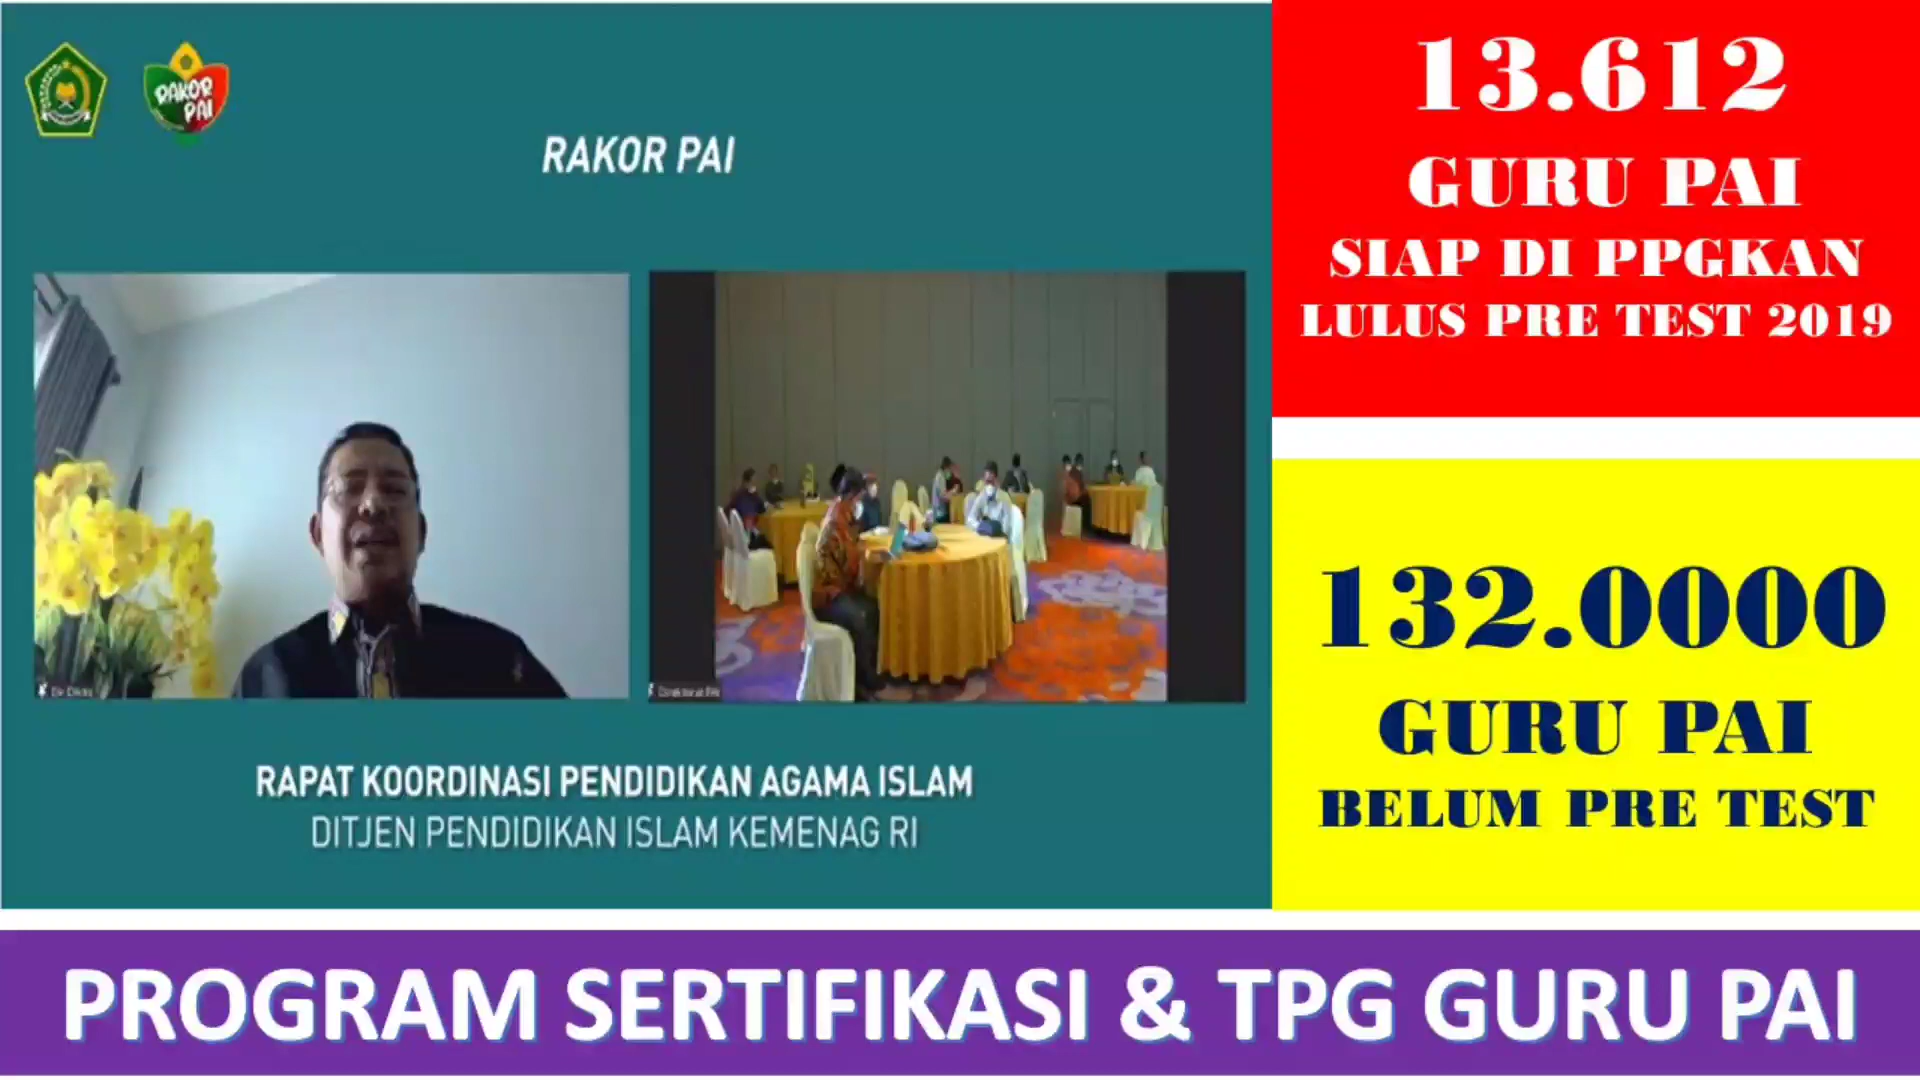 RAKOR
PAI
RAKOR PAI
RAPAT KOORDINASI PENDIDIKAN AGAMA ISLAM
DITJEN PENDIDIKAN ISLAM KEMENAG RI
13.612
GURU PAI
SIAP DI PPGKAN
LULUS PRE TEST 2019
132.0000
GURU PAI
BELUM PRE TEST
PROGRAM SERTIFIKASI & TPG GURU PAI